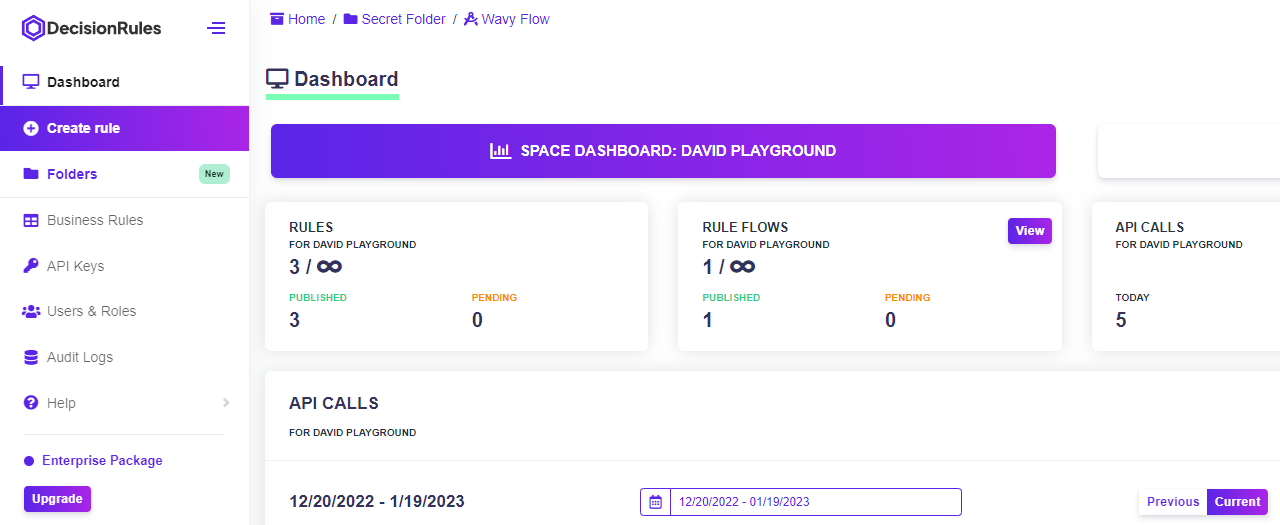 DecisionRules
Home / Secret Folder / Wavy Flow
Dashboard
Create rule
Folders New
Business Rules
API Keys
Users & Roles
Audit Logs
Help
Enterprise Package
Upgrade
Dashboard
SPACE DASHBOARD: DAVID PLAYGROUND
RULES
FOR DAVID PLAYGROUND
3 / ∞
PUBLISHED PENDING
3 0
RULE FLOWS View
FOR DAVID PLAYGROUND
1 / ∞
PUBLISHED PENDING
1 0
API CALLS
FOR DAVID PLAYGROUND
TODAY
5
API CALLS
FOR DAVID PLAYGROUND
12/20/2022 - 1/19/2023 12/20/2022 - 01/19/2023 Previous Current